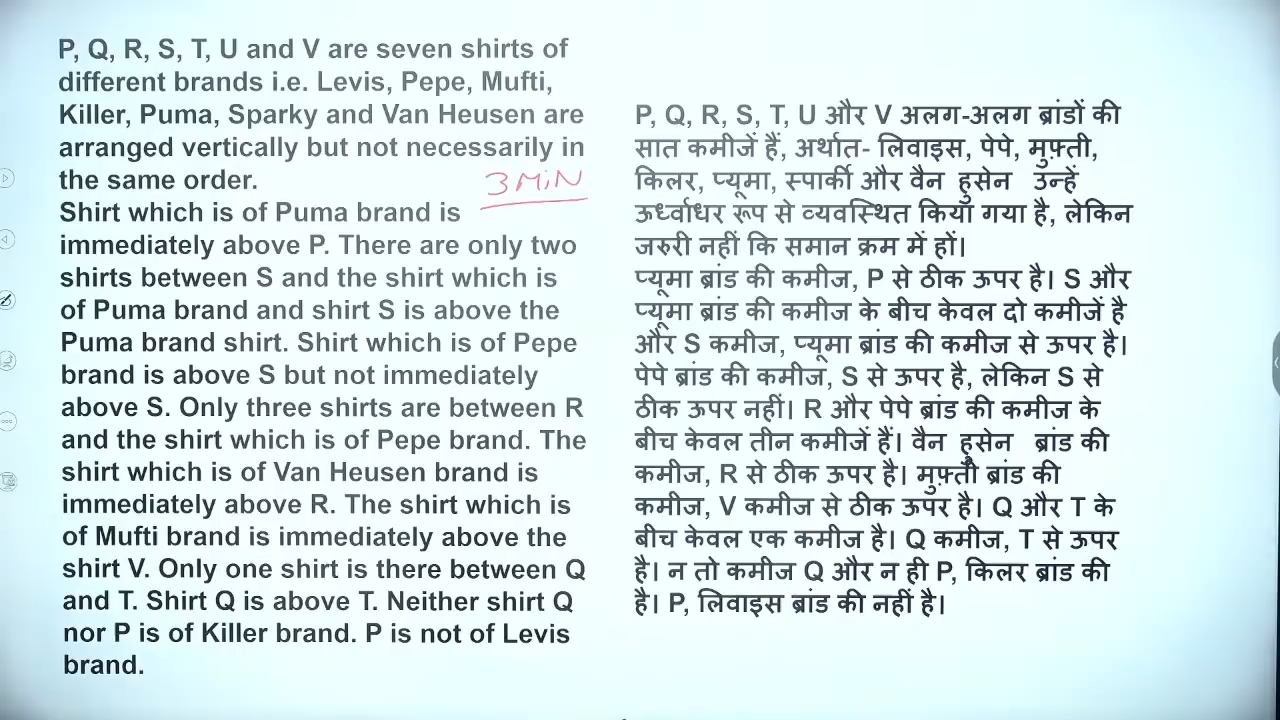 P, Q, R, S, T, U and V are seven shirts of
different brands i.e. Levis, Pepe, Mufti,
Killer, Puma, Sparky and Van Heusen are
arranged vertically but not necessarily in
the same order.
3 MiN
Shirt which is of Puma brand is
immediately above P. There are only two
shirts between S and the shirt which is
of Puma brand and shirt S is above the
Puma brand shirt. Shirt which is of Pepe
brand is above S but not immediately
above S. Only three shirts are between R
and the shirt which is of Pepe brand. The
shirt which is of Van Heusen brand is
immediately above R. The shirt which is
of Mufti brand is immediately above the
shirt V. Only one shirt is there between Q
and T. Shirt Q is above T. Neither shirt Q
nor P is of Killer brand. P is not of Levis
brand.
P, Q, R, S, T, U और V अलग-अलग ब्रांडों की
सात कमीजें हैं, अर्थात- लिवाइस, पेपे, मुफ़्ती,
किलर, प्यूमा, स्पार्की और वैन हुसेन उन्हें
ऊर्ध्वाधर रूप से व्यवस्थित किया गया है, लेकिन
जरुरी नहीं कि समान क्रम में हों।
प्यूमा ब्रांड की कमीज, P से ठीक ऊपर है। S और
प्यूमा ब्रांड की कमीज के बीच केवल दो कमीजें है
और S कमीज, प्यूमा ब्रांड की कमीज से ऊपर है।
पेपे ब्रांड की कमीज, S से ऊपर है, लेकिन S से
ठीक ऊपर नहीं। R और पेपे ब्रांड की कमीज के
बीच केवल तीन कमीजें हैं। वैन हुसेन ब्रांड की
कमीज, R से ठीक ऊपर है। मुफ़्ती ब्रांड की
कमीज, V कमीज से ठीक ऊपर है। Q और T के
बीच केवल एक कमीज है। Q कमीज, T से ऊपर
है। न तो कमीज Q और न ही P, किलर ब्रांड की
है। P, लिवाइस ब्रांड की नहीं है।